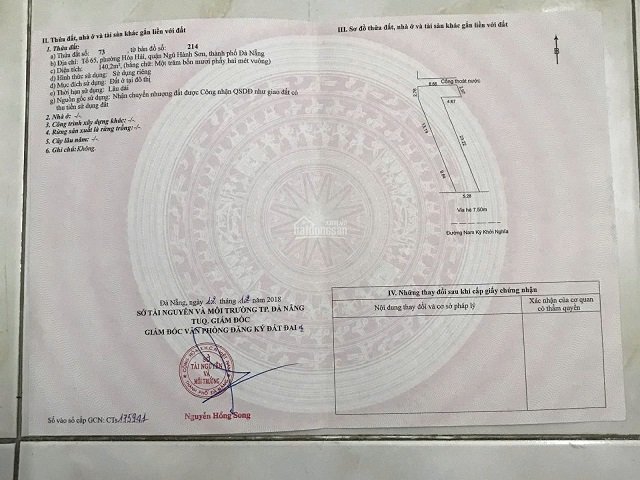 II. Thửa đất, nhà ở và tài sản khác gắn liền với đất
1. Thửa đất:
a) Thửa đất số: 73 , tờ bản đồ số: 214
b) Địa chỉ: Tổ 65, phường Hòa Hải, quận Ngũ Hành Sơn, thành phố Đà Nẵng
c) Diện tích: 140,2m², (bằng chữ: Một trăm bốn mươi phẩy hai mét vuông)
d) Hình thức sử dụng: Sử dụng riêng
đ) Mục đích sử dụng: Đất ở tại đô thị
e) Thời hạn sử dụng: Lâu dài
g) Nguồn gốc sử dụng: Nhận chuyển nhượng đất được Công nhận QSDĐ như giao đất có
thu tiền sử dụng đất
2. Nhà ở: -/-
3. Công trình xây dựng khác: -/-
4. Rừng sản xuất là rừng trồng: -/-
5. Cây lâu năm: -/-
6. Ghi chú: Không.
Đà Nẵng, ngày 17 tháng 12 năm 2018
SỞ TÀI NGUYÊN VÀ MÔI TRƯỜNG TP. ĐÀ NẴNG
TUQ. GIÁM ĐỐC
GIÁM ĐỐC VĂN PHÒNG ĐĂNG KÝ ĐẤT ĐAI
SỞ
TÀI NGUYÊN
VÀ
MÔI TRƯỜNG
Nguyễn Hồng Song
Số vào sổ cấp GCN: CTs
III. Sơ đồ thửa đất, nhà ở và tài sản khác gắn liền với đất
B
Cống thoát nước
4.67
5.28
Vỉa hè 7.50m
Đường Nam Kỳ Khởi Nghĩa
IV. Những thay đổi sau khi cấp giấy chứng nhận
Nội dung thay đổi và cơ sở pháp lý
Xác nhận của cơ quan
có thẩm quyền
batdongsan